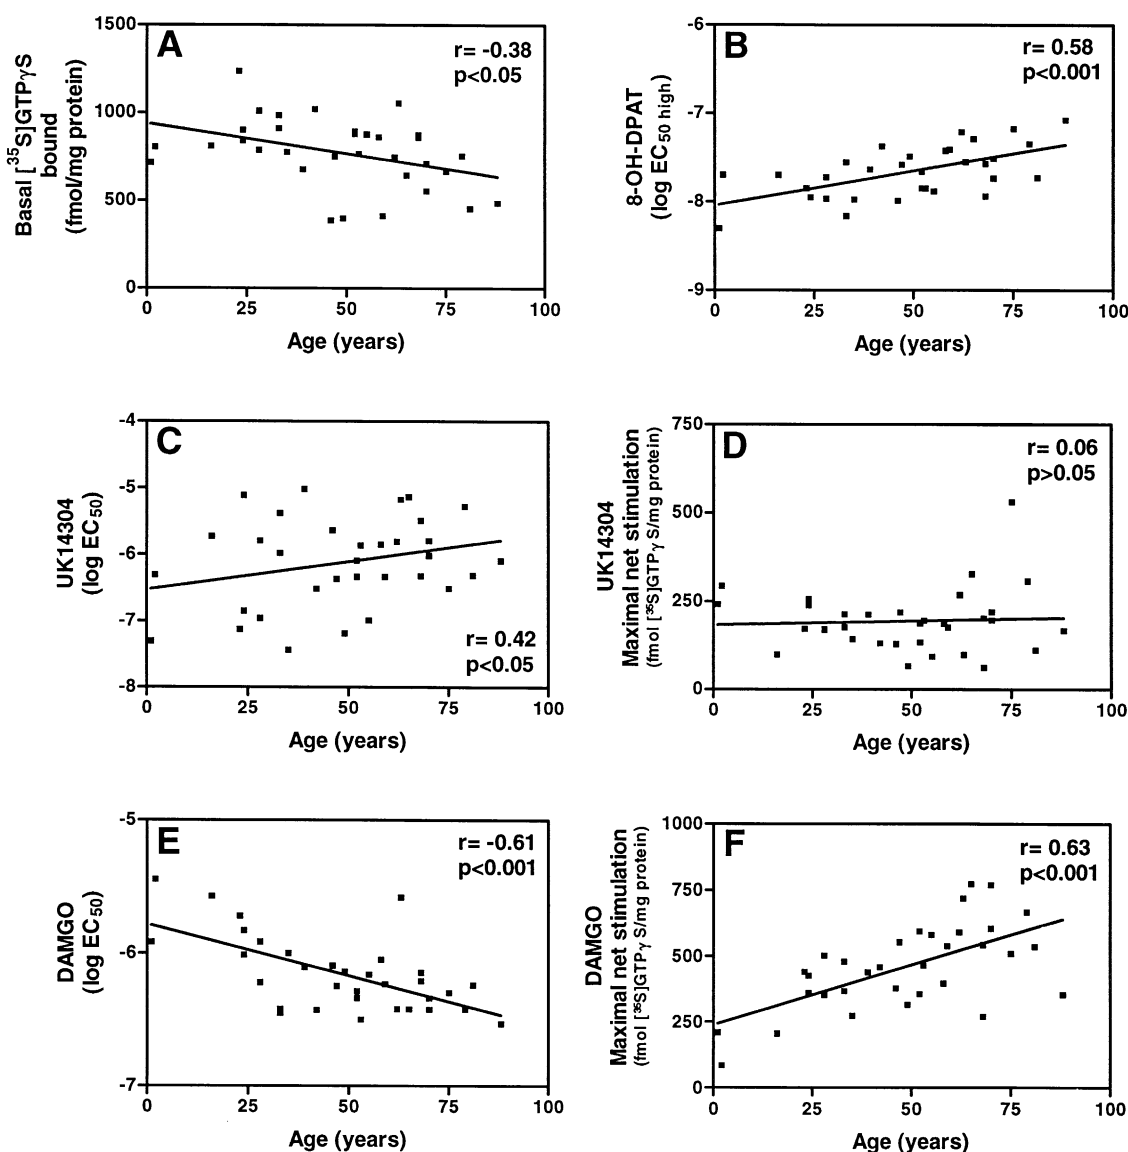 A
r= -0.38
p<0.05
Basal [35S]GTPγS
bound
(fmol/mg protein)
1500
1000
500
0
0 25 50 75 100
Age (years)
B
r= 0.58
p<0.001
8-OH-DPAT
(log EC50 high)
-6
-7
-8
-9
0 25 50 75 100
Age (years)
C
r= 0.42
p<0.05
UK14304
(log EC50)
-4
-5
-6
-7
-8
0 25 50 75 100
Age (years)
D
r= 0.06
p>0.05
UK14304
Maximal net stimulation
(fmol [35S]GTPγ S/mg protein)
750
500
250
0
0 25 50 75 100
Age (years)
E
r= -0.61
p<0.001
DAMGO
(log EC50)
-5
-6
-7
0 25 50 75 100
Age (years)
F
r= 0.63
p<0.001
DAMGO
Maximal net stimulation
(fmol [35S]GTPγ S/mg protein)
1000
750
500
250
0
0 25 50 75 100
Age (years)